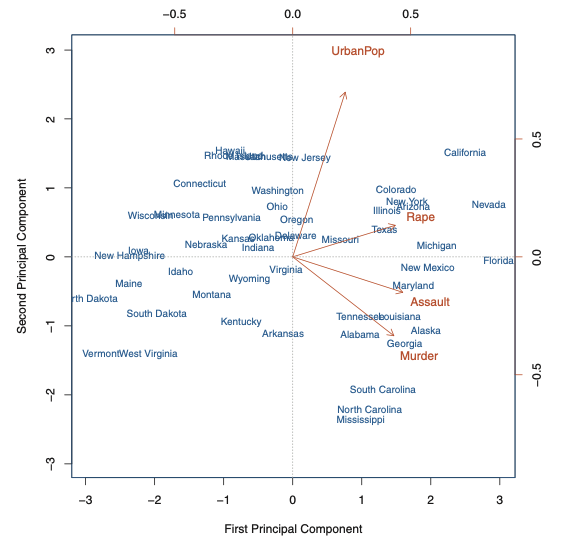 −0.5 0.0 0.5
UrbanPop
3
2
Hawaii
Rhode Island Massachusetts New Jersey
California
0.5
Connecticut
Colorado
1
Washington
New York
Nevada
Ohio
Arizona
Illinois
Wisconsin Minnesota
Pennsylvania
Oregon
Rape
Texas
Delaware
Kansas Oklahoma
Missouri
Nebraska
Indiana
Michigan
Iowa
New Hampshire
0
Florida
0.0
Virginia
New Mexico
Idaho
Wyoming
Maine
Maryland
Montana
rth Dakota
Assault
South Dakota
Tennessee Louisiana
Kentucky
−1
Arkansas
Alabama
Alaska
Georgia
Vermont West Virginia
Murder
−0.5
South Carolina
−2
North Carolina
Mississippi
−3
−3 −2 −1 0 1 2 3
First Principal Component
Second Principal Component